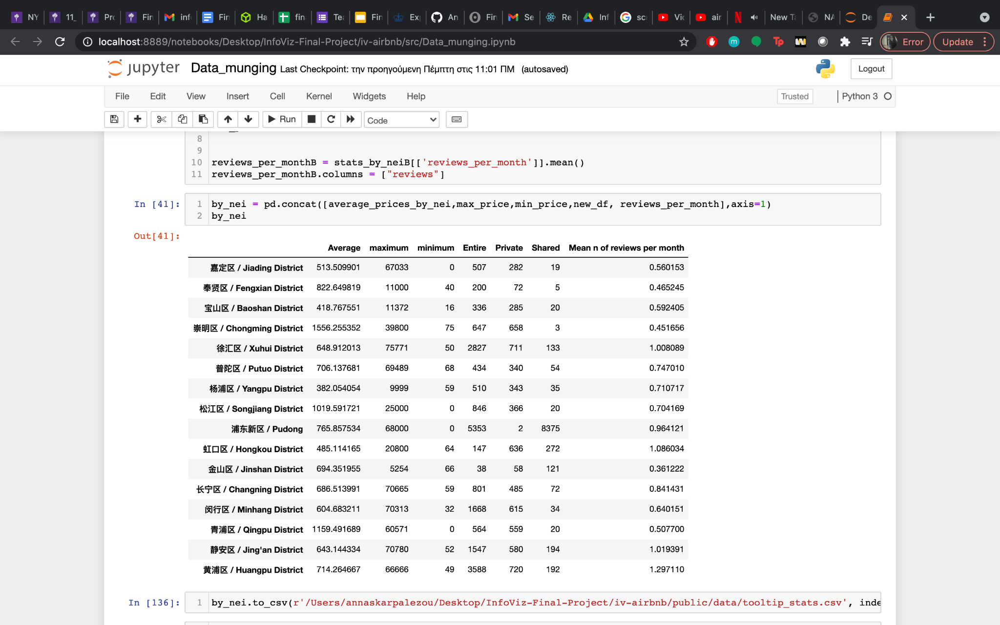 NY 11_ Pro Fin inf Fin Ha fin Tea Fin Ex An Fin Se Re Inf sc Vi air New Ta NA De
localhost:8889/notebooks/Desktop/InfoViz-Final-Project/iv-airbnb/src/Data_munging.ipynb Error Update
jupyter Data_munging Last Checkpoint: την προηγούμενη Πέμπτη στις 11:01 ΠΜ (autosaved) Logout
File Edit View Insert Cell Kernel Widgets Help Trusted Python 3
Run Code
8
9
10 reviews_per_monthB = stats_by_neiB[['reviews_per_month']].mean()
11 reviews_per_monthB.columns = ["reviews"]
In [41]: 1 by_nei = pd.concat([average_prices_by_nei,max_price,min_price,new_df, reviews_per_month],axis=1)
2 by_nei
Out[41]:
Average maximum minimum Entire Private Shared Mean n of reviews per month
嘉定区 / Jiading District 513.509901 67033 0 507 282 19 0.560153
奉贤区 / Fengxian District 822.649819 11000 40 200 72 5 0.465245
宝山区 / Baoshan District 418.767551 11372 16 336 285 20 0.592405
崇明区 / Chongming District 1556.255352 39800 75 647 658 3 0.451656
徐汇区 / Xuhui District 648.912013 75771 50 2827 711 133 1.008089
普陀区 / Putuo District 706.137681 69489 68 434 340 54 0.747010
杨浦区 / Yangpu District 382.054054 9999 59 510 343 35 0.710717
松江区 / Songjiang District 1019.591721 25000 0 846 366 20 0.704169
浦东新区 / Pudong 765.857534 68000 0 5353 2 8375 0.964121
虹口区 / Hongkou District 485.114165 20800 64 147 636 272 1.086034
金山区 / Jinshan District 694.351955 5254 66 38 58 121 0.361222
长宁区 / Changning District 686.513991 70665 59 801 485 72 0.841431
闵行区 / Minhang District 604.683211 70313 32 1668 615 34 0.640151
青浦区 / Qingpu District 1159.491689 60571 0 564 559 20 0.507700
静安区 / Jing'an District 643.144334 70780 52 1547 580 194 1.019391
黄浦区 / Huangpu District 714.264667 66666 49 3588 720 192 1.297110
In [136]: 1 by_nei.to_csv(r'/Users/annaskarpalezou/Desktop/InfoViz-Final-Project/iv-airbnb/public/data/tooltip_stats.csv', inde